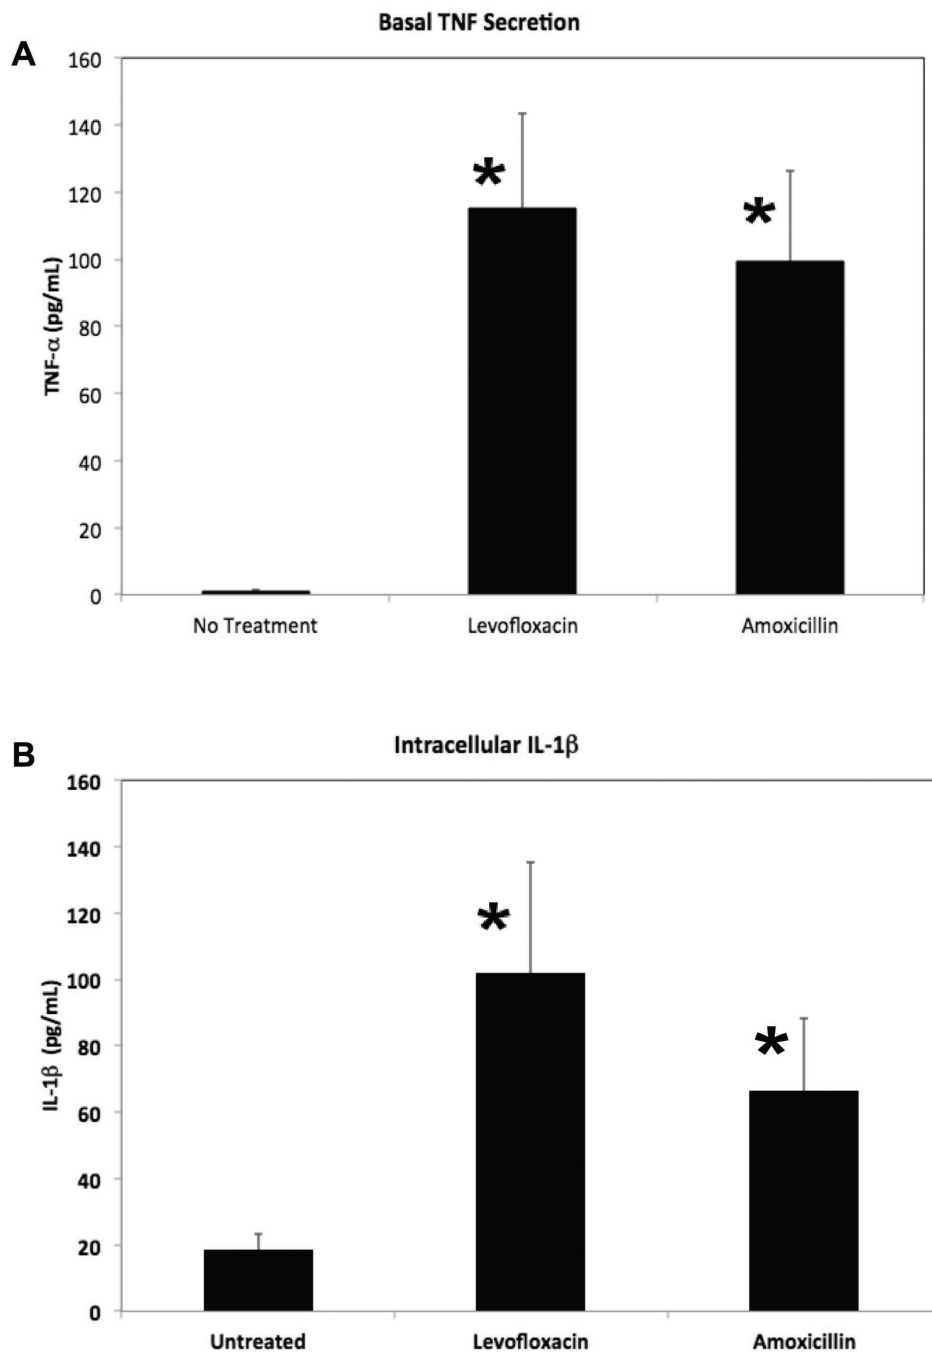 Basal TNF Secretion
A
160
140
120
100
80
60
40
20
0
TNF-α (pg/mL)
*
*
No Treatment Levofloxacin Amoxicillin
Intracellular IL-1β
B
160
140
120
100
80
60
40
20
0
IL-1β (pg/mL)
*
*
Untreated Levofloxacin Amoxicillin